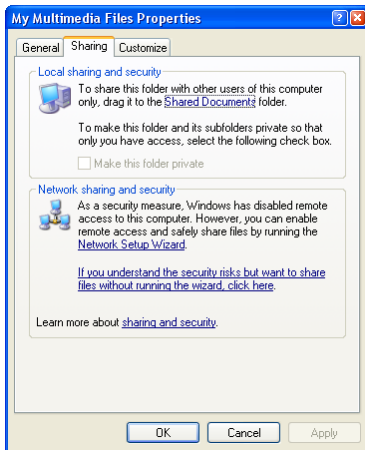 My Multimedia Files Properties
General Sharing Customize
Local sharing and security
To share this folder with other users of this computer
only, drag it to the Shared Documents folder.
To make this folder and its subfolders private so that
only you have access, select the following check box.
Make this folder private
Network sharing and security
As a security measure, Windows has disabled remote
access to this computer. However, you can enable
remote access and safely share files by running the
Network Setup Wizard.
If you understand the security risks but want to share
files without running the wizard, click here.
Learn more about sharing and security.
OK Cancel Apply